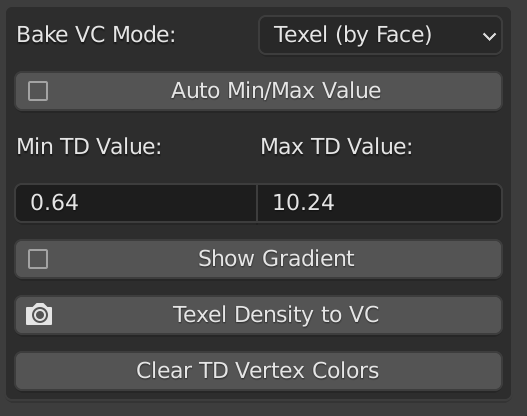 Bake VC Mode: Texel (by Face)
Auto Min/Max Value
Min TD Value: Max TD Value:
0.64 10.24
Show Gradient
Texel Density to VC
Clear TD Vertex Colors